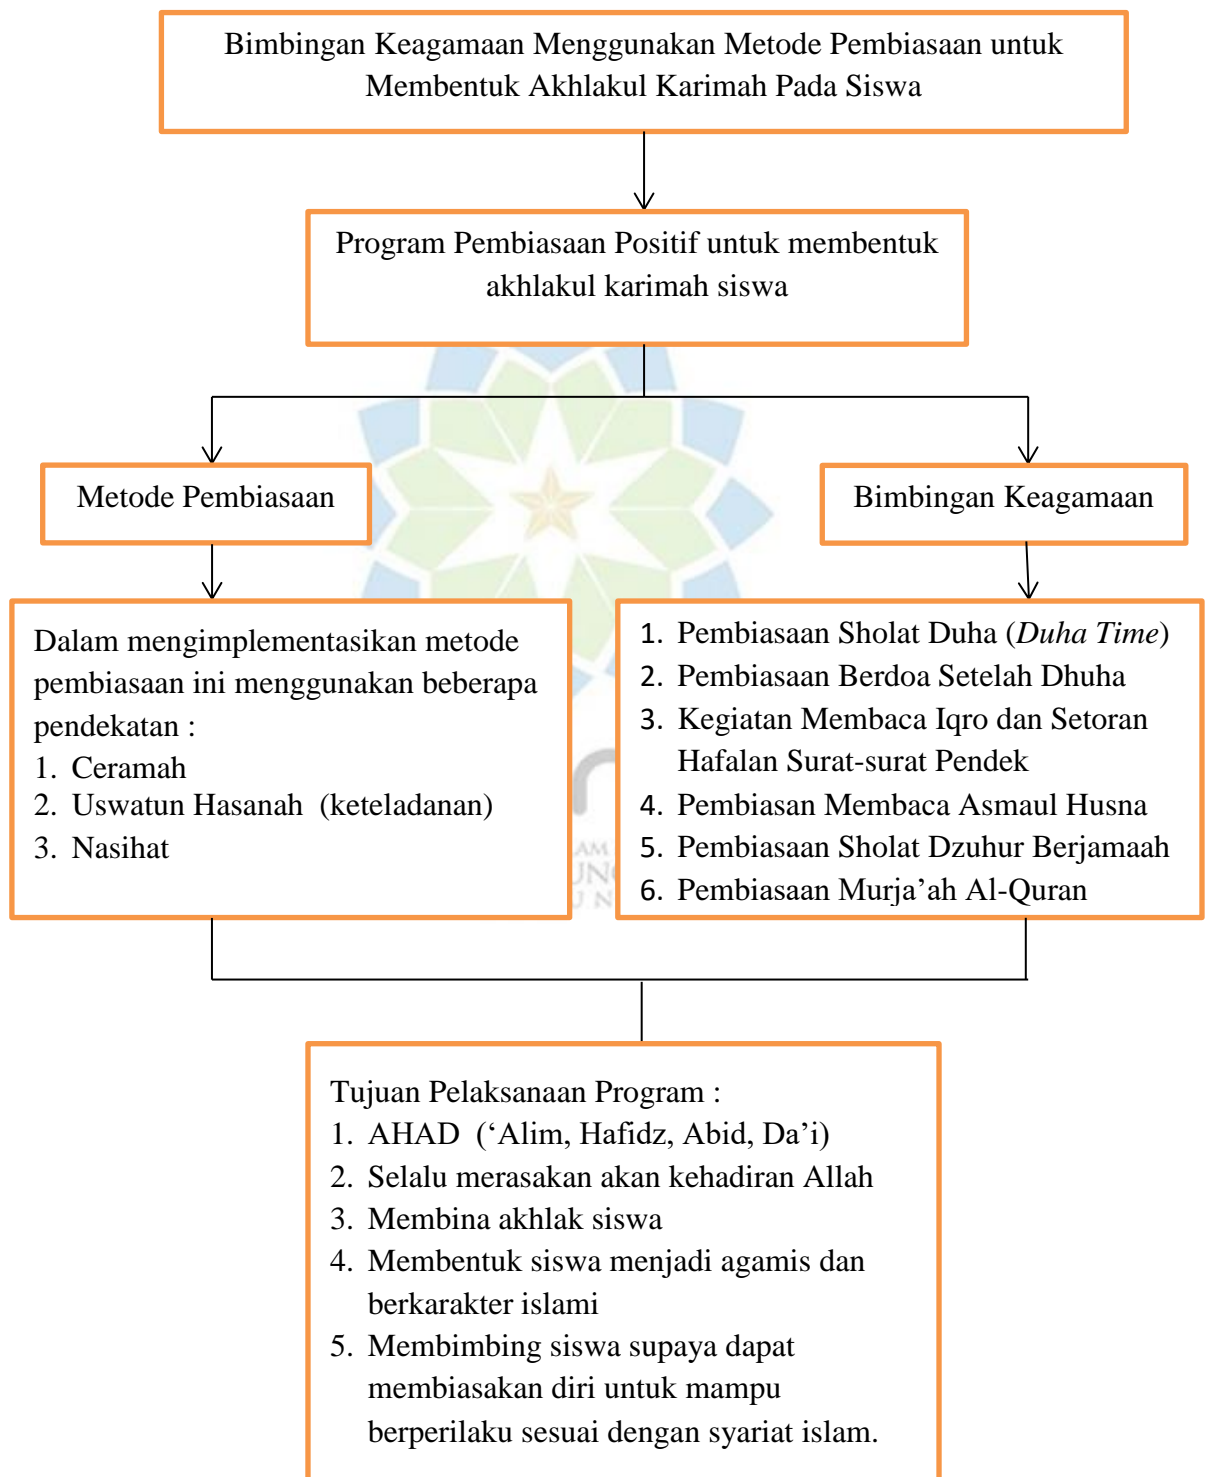 Bimbingan Keagamaan Menggunakan Metode Pembiasaan untuk
Membentuk Akhlakul Karimah Pada Siswa
Program Pembiasaan Positif untuk membentuk
akhlakul karimah siswa
Metode Pembiasaan
Bimbingan Keagamaan
Dalam mengimplementasikan metode
pembiasaan ini menggunakan beberapa
pendekatan :
1. Ceramah
2. Uswatun Hasanah (keteladanan)
3. Nasihat
1. Pembiasaan Sholat Duha (Duha Time)
2. Pembiasaan Berdoa Setelah Dhuha
3. Kegiatan Membaca Iqro dan Setoran
Hafalan Surat-surat Pendek
4. Pembiasan Membaca Asmaul Husna
5. Pembiasaan Sholat Dzuhur Berjamaah
6. Pembiasaan Murja’ah Al-Quran
Tujuan Pelaksanaan Program :
1. AHAD (‘Alim, Hafidz, Abid, Da’i)
2. Selalu merasakan akan kehadiran Allah
3. Membina akhlak siswa
4. Membentuk siswa menjadi agamis dan
berkarakter islami
5. Membimbing siswa supaya dapat
membiasakan diri untuk mampu
berperilaku sesuai dengan syariat islam.